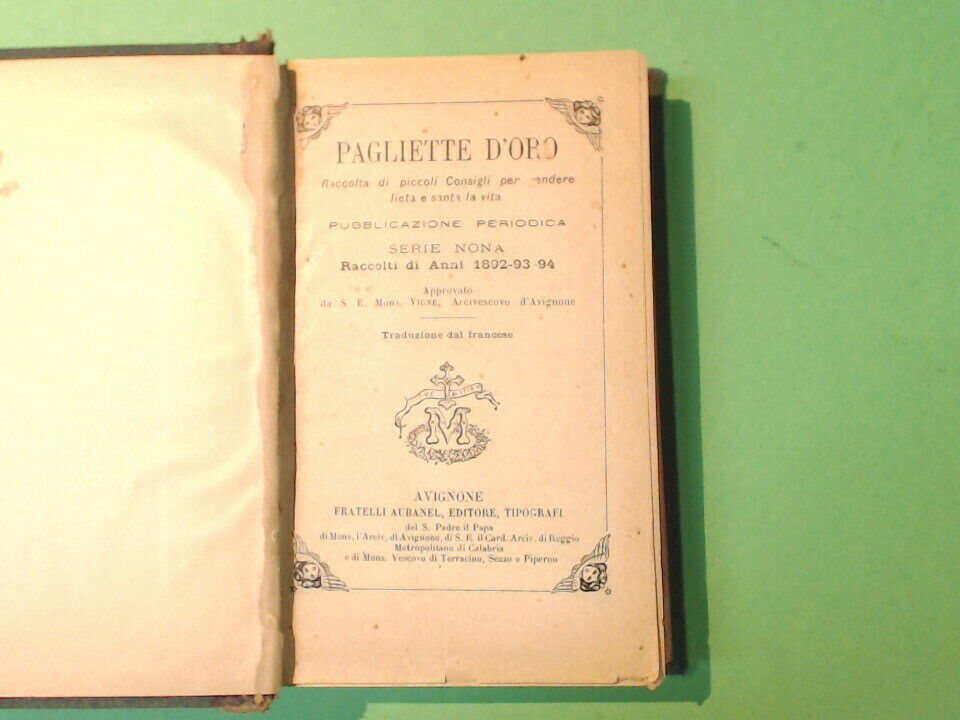 PAGLIETTE D'ORO
Raccolta di piccoli Consigli per rendere
lieta e santa la vita
PUBBLICAZIONE PERIODICA
SERIE NONA
Raccolti di Anni 1892-93 94
Approvato
da S. E. Mons. VIGNE, Arcivescovo d'Avignone
Traduzione dal francese
M
AVIGNONE
FRATELLI AUBANEL, EDITORE, TIPOGRAFI
del S. Padre il Papa
di Mons. l'Arciv. di Avignone, di S. E. il Card. Arciv. di Reggio
Metropolitano di Calabria
e di Mons. Vescovo di Terracino, Sezzo e Piperno